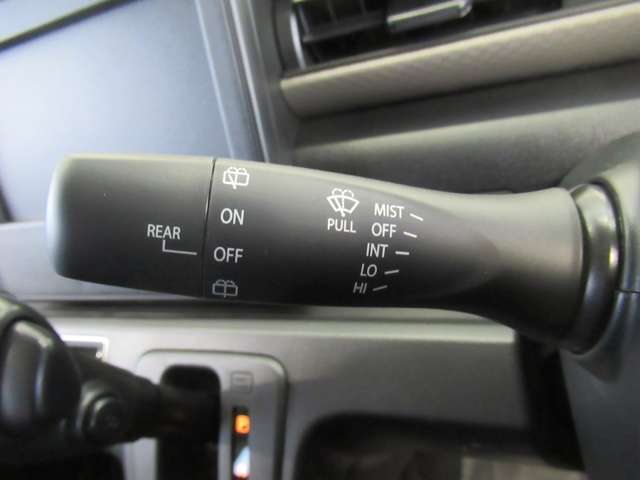 REAR
ON
OFF
PULL
MIST
OFF
INT
LO
HI
P